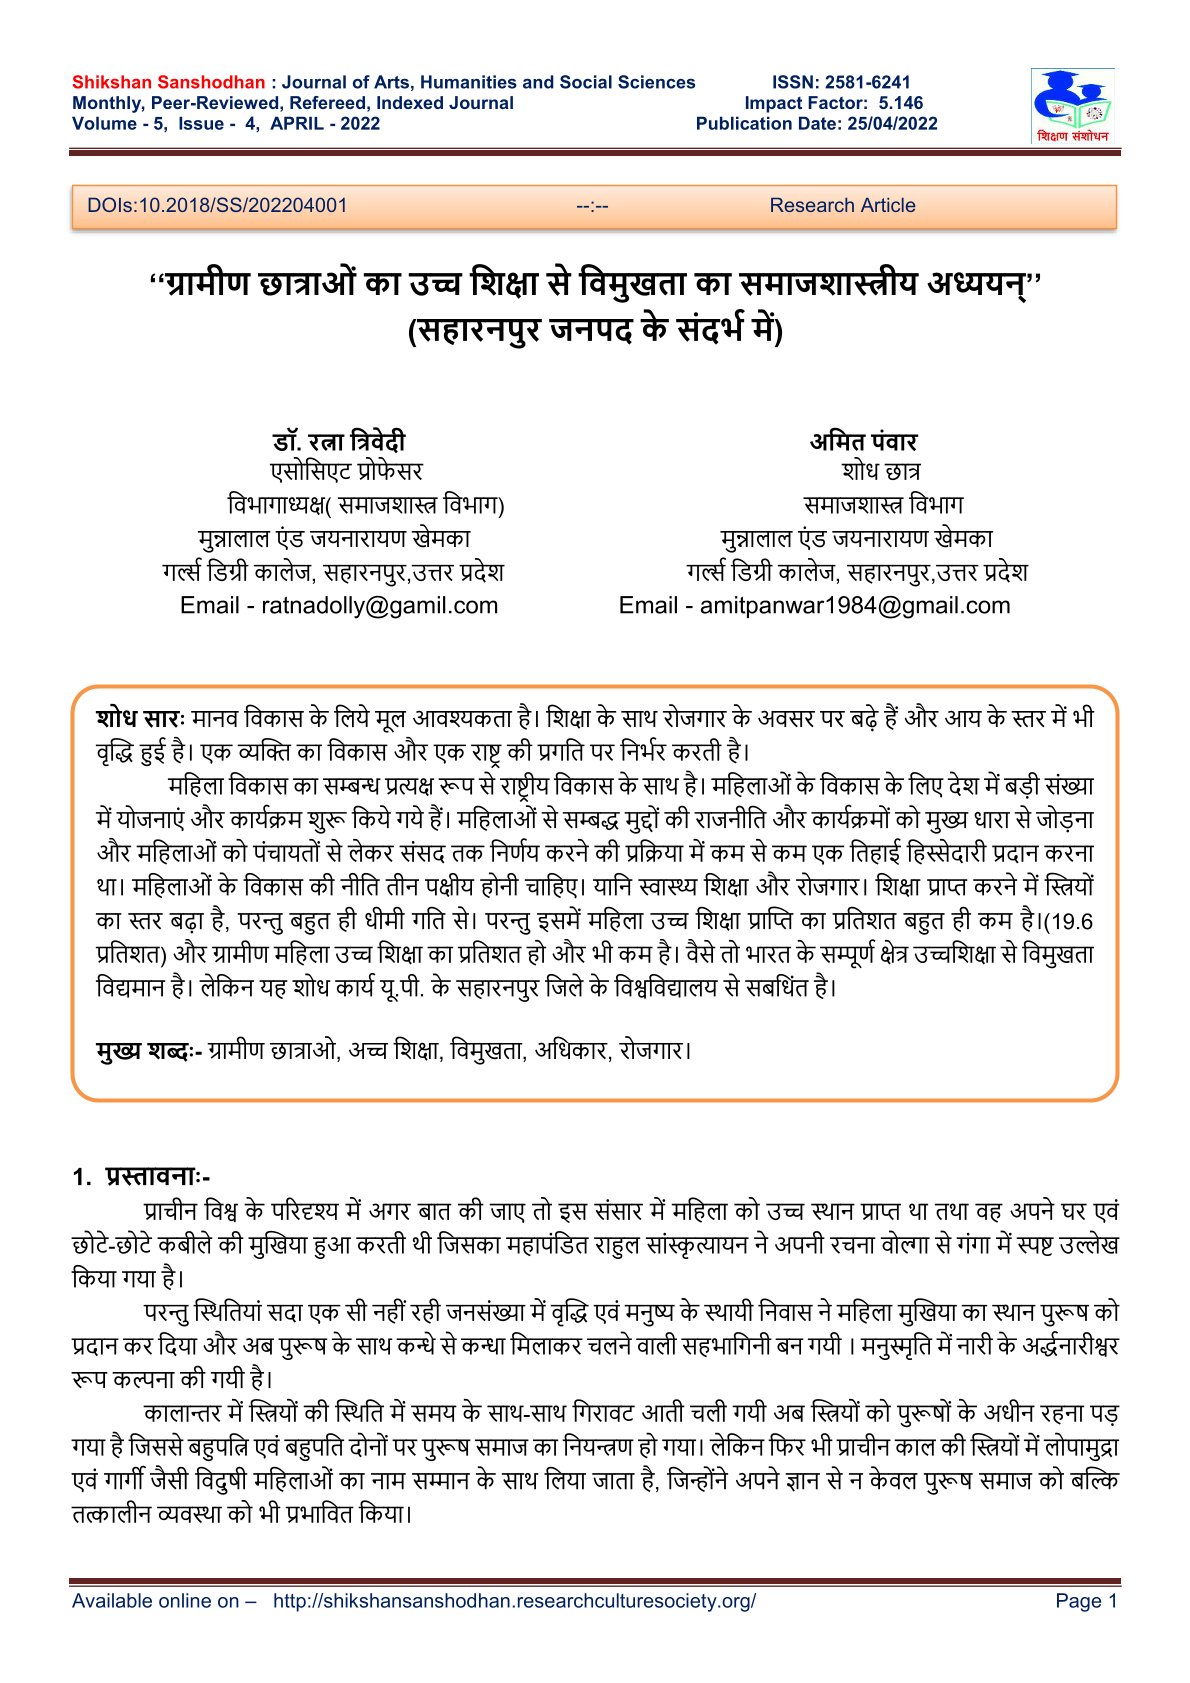 Shikshan Sanshodhan : Journal of Arts, Humanities and Social Sciences ISSN: 2581-6241
Monthly, Peer-Reviewed, Refereed, Indexed Journal Impact Factor: 5.146
Volume - 5, Issue - 4, APRIL - 2022 Publication Date: 25/04/2022
शिक्षण संशोधन
DOIs:10.2018/SS/202204001 --:-- Research Article
“ग्रामीण छात्राओं का उच्च शिक्षा से विमुखता का समाजशास्त्रीय अध्ययन्”
(सहारनपुर जनपद के संदर्भ में)
डॉ. रत्ना त्रिवेदी अमित पंवार
एसोसिएट प्रोफेसर शोध छात्र
विभागाध्यक्ष( समाजशास्त्र विभाग) समाजशास्त्र विभाग
मुन्नालाल एंड जयनारायण खेमका मुन्नालाल एंड जयनारायण खेमका
गर्ल्स डिग्री कालेज, सहारनपुर,उत्तर प्रदेश गर्ल्स डिग्री कालेज, सहारनपुर,उत्तर प्रदेश
Email - ratnadolly@gamil.com Email - amitpanwar1984@gmail.com
शोध सारः मानव विकास के लिये मूल आवश्यकता है। शिक्षा के साथ रोजगार के अवसर पर बढ़े हैं और आय के स्तर में भी
वृद्धि हुई है। एक व्यक्ति का विकास और एक राष्ट्र की प्रगति पर निर्भर करती है।
महिला विकास का सम्बन्ध प्रत्यक्ष रूप से राष्ट्रीय विकास के साथ है। महिलाओं के विकास के लिए देश में बड़ी संख्या
में योजनाएं और कार्यक्रम शुरू किये गये हैं। महिलाओं से सम्बद्ध मुद्दों की राजनीति और कार्यक्रमों को मुख्य धारा से जोड़ना
और महिलाओं को पंचायतों से लेकर संसद तक निर्णय करने की प्रक्रिया में कम से कम एक तिहाई हिस्सेदारी प्रदान करना
था। महिलाओं के विकास की नीति तीन पक्षीय होनी चाहिए। यानि स्वास्थ्य शिक्षा और रोजगार। शिक्षा प्राप्त करने में स्त्रियों
का स्तर बढ़ा है, परन्तु बहुत ही धीमी गति से। परन्तु इसमें महिला उच्च शिक्षा प्राप्ति का प्रतिशत बहुत ही कम है।(19.6
प्रतिशत) और ग्रामीण महिला उच्च शिक्षा का प्रतिशत हो और भी कम है। वैसे तो भारत के सम्पूर्ण क्षेत्र उच्चशिक्षा से विमुखता
विद्यमान है। लेकिन यह शोध कार्य यू.पी. के सहारनपुर जिले के विश्वविद्यालय से सबधिंत है।
मुख्य शब्दः- ग्रामीण छात्राओ, अच्च शिक्षा, विमुखता, अधिकार, रोजगार।
1. प्रस्तावनाः-
प्राचीन विश्व के परिदृश्य में अगर बात की जाए तो इस संसार में महिला को उच्च स्थान प्राप्त था तथा वह अपने घर एवं
छोटे-छोटे कबीले की मुखिया हुआ करती थी जिसका महापंडित राहुल सांस्कृत्यायन ने अपनी रचना वोल्गा से गंगा में स्पष्ट उल्लेख
किया गया है।
परन्तु स्थितियां सदा एक सी नहीं रही जनसंख्या में वृद्धि एवं मनुष्य के स्थायी निवास ने महिला मुखिया का स्थान पुरूष को
प्रदान कर दिया और अब पुरूष के साथ कन्धे से कन्धा मिलाकर चलने वाली सहभागिनी बन गयी । मनुस्मृति में नारी के अर्द्धनारीश्वर
रूप कल्पना की गयी है।
कालान्तर में स्त्रियों की स्थिति में समय के साथ-साथ गिरावट आती चली गयी अब स्त्रियों को पुरूषों के अधीन रहना पड़
गया है जिससे बहुपत्नि एवं बहुपति दोनों पर पुरूष समाज का नियन्त्रण हो गया। लेकिन फिर भी प्राचीन काल की स्त्रियों में लोपामुद्रा
एवं गार्गी जैसी विदुषी महिलाओं का नाम सम्मान के साथ लिया जाता है, जिन्होंने अपने ज्ञान से न केवल पुरूष समाज को बल्कि
तत्कालीन व्यवस्था को भी प्रभावित किया।
Available online on – http://shikshansanshodhan.researchculturesociety.org/ Page 1